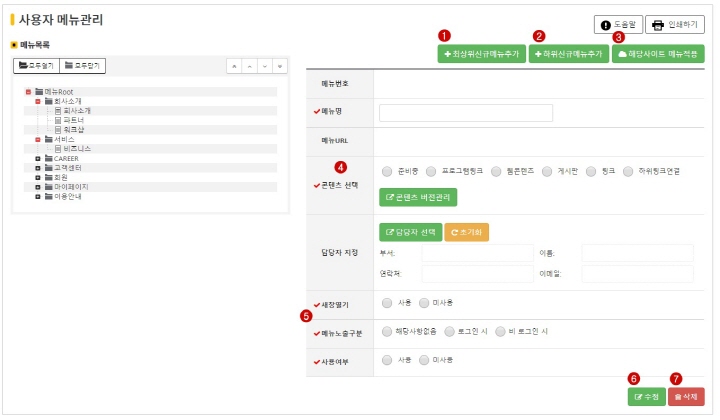 사용자 메뉴관리
도움말 인쇄하기
메뉴목록
1 2 3
최상위신규메뉴추가 하위신규메뉴추가 해당사이트 메뉴적용
모두열기 모두닫기
메뉴Root
회사소개
회사소개
파트너
워크샵
서비스
비즈니스
CAREER
고객센터
회원
마이페이지
이용안내
메뉴번호
메뉴명
메뉴URL
4
콘텐츠 선택
준비중 프로그램링크 웹콘텐츠 게시판 링크 하위링크연결
콘텐츠 버전관리
담당자 지정
담당자 선택 초기화
부서: 이름:
연락처: 이메일:
새창열기 사용 미사용
5
메뉴노출구분 해당사항없음 로그인 시 비 로그인 시
사용여부 사용 미사용
6 7
수정 삭제